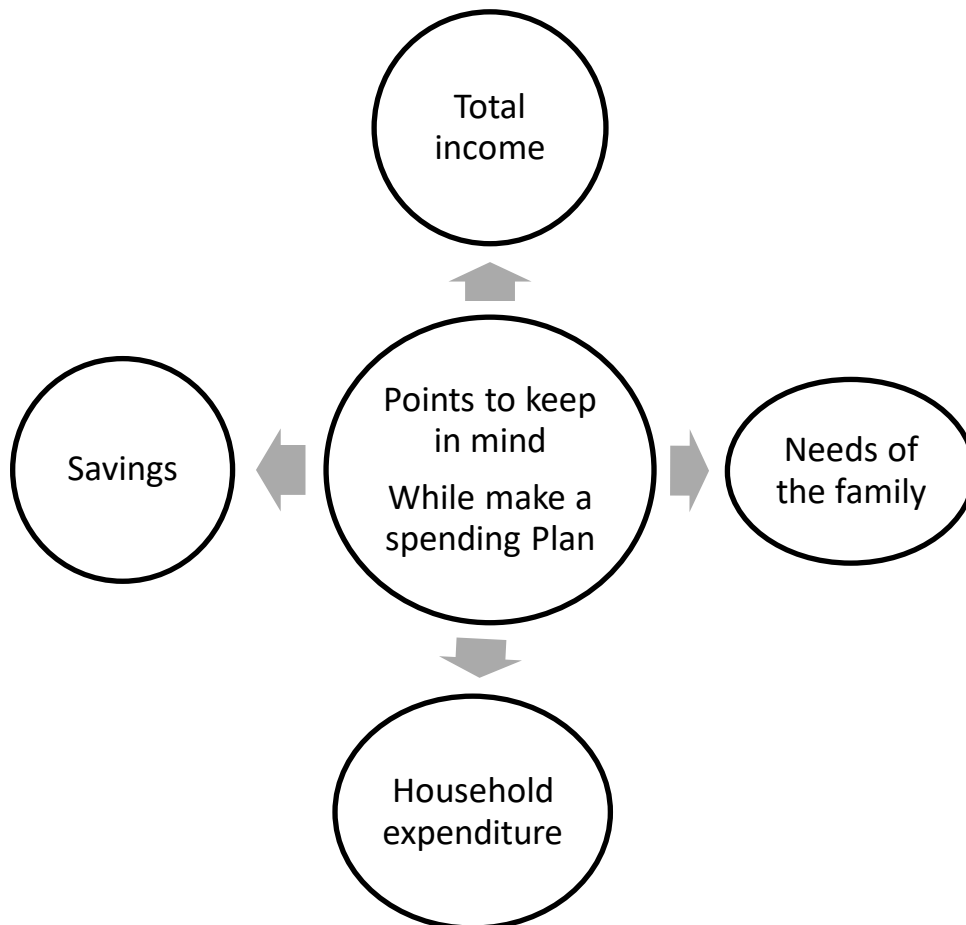 Total
income
Points to keep
in mind
While make a
spending Plan
Savings
Needs of
the family
Household
expenditure